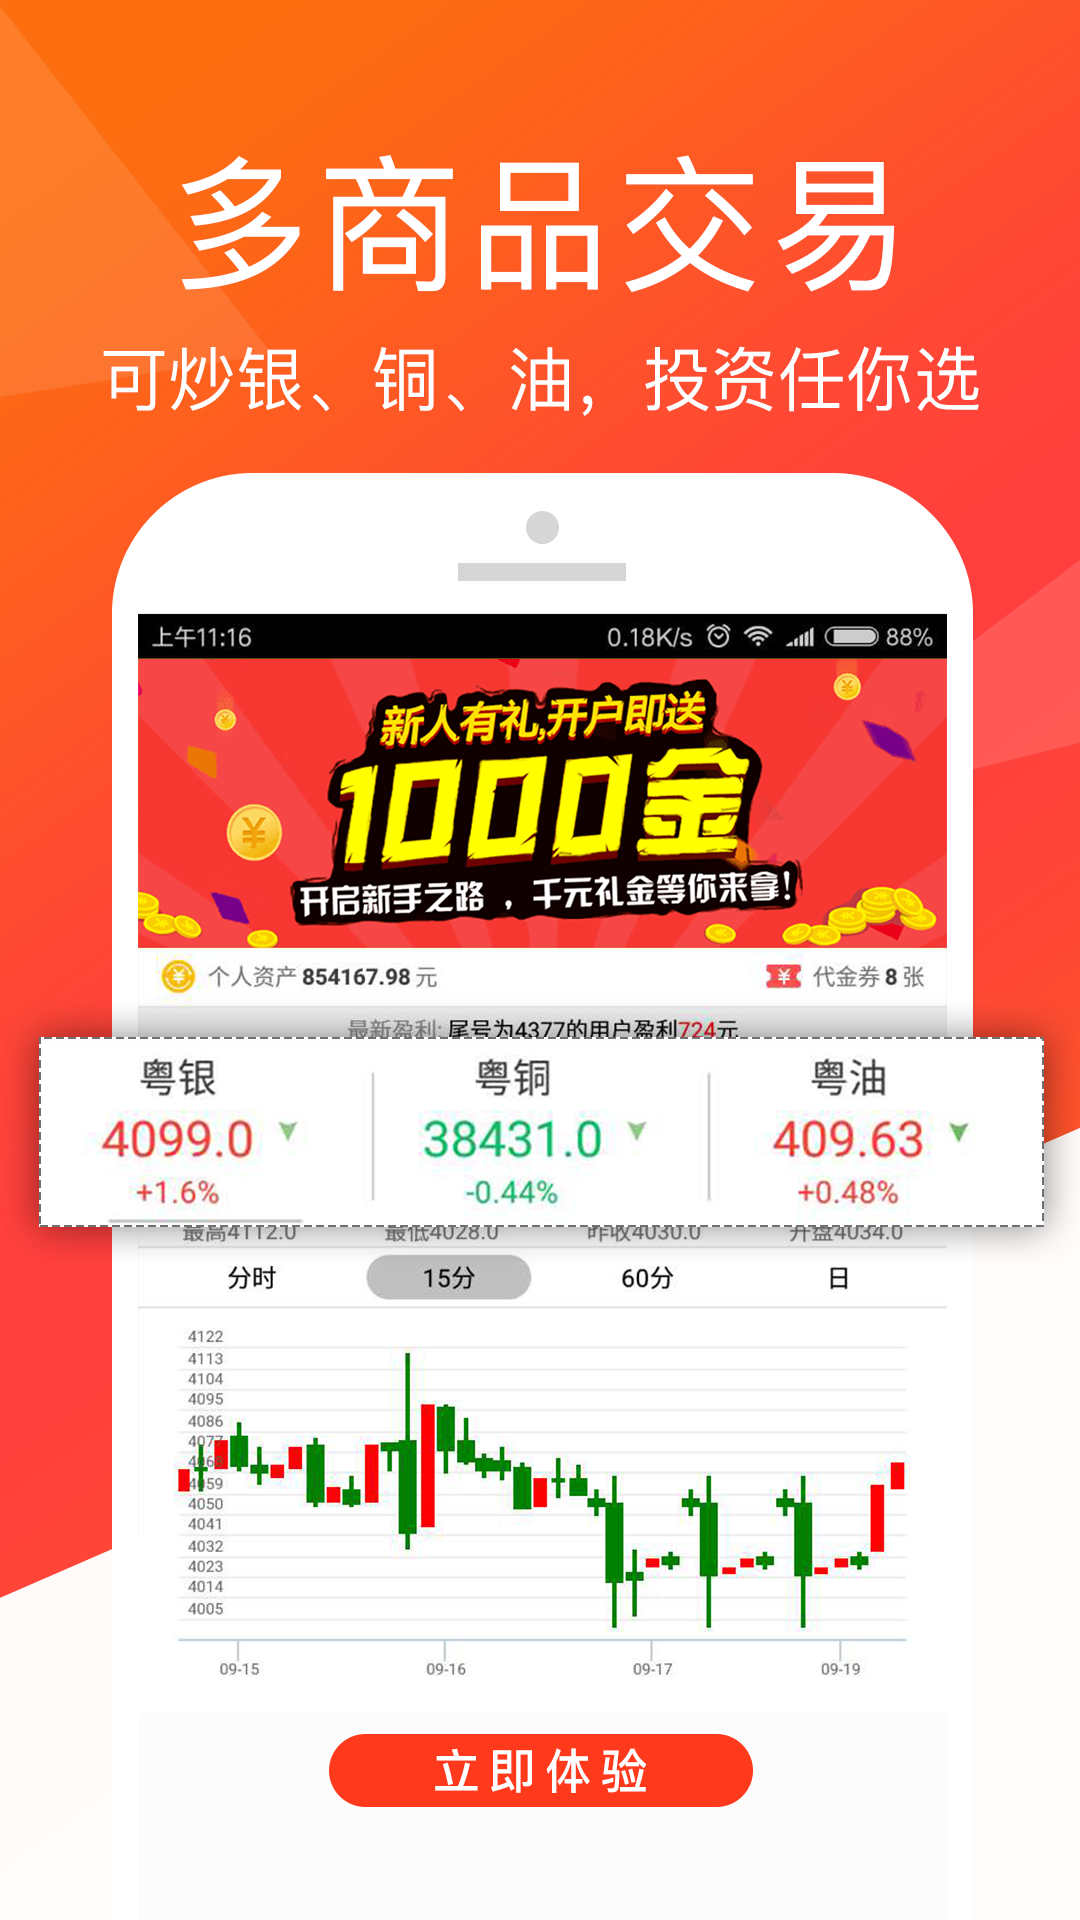 多商品交易
可炒银、铜、油，投资任你选
上午11:16 0.18K/s 88%
新人有礼,开户即送
1000金
开启新手之路，千元礼金等你来拿!
个人资产 854167.98 元 代金券 8 张
最新盈利: 尾号为4377的用户盈利724元
粤银 粤铜 粤油
4099.0 38431.0 409.63
+1.6% -0.44% +0.48%
最高4112.0 最低4028.0 昨收4030.0 开盘4034.0
分时 15分 60分 日
4122
4113
4104
4095
4086
4077
4068
4059
4050
4041
4032
4023
4014
4005
09-15 09-16 09-17 09-19
立即体验